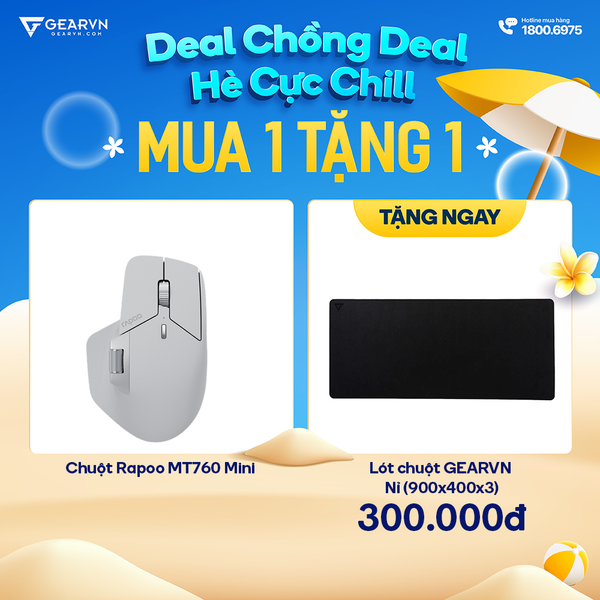 GEARVN
GEARVN.COM
Hotline mua hàng
1800.6975
Deal Chồng Deal
Hè Cực Chill
MUA 1 TẶNG 1
TẶNG NGAY
rapoo
Chuột Rapoo MT760 Mini
Lót chuột GEARVN
Nỉ (900x400x3)
300.000đ